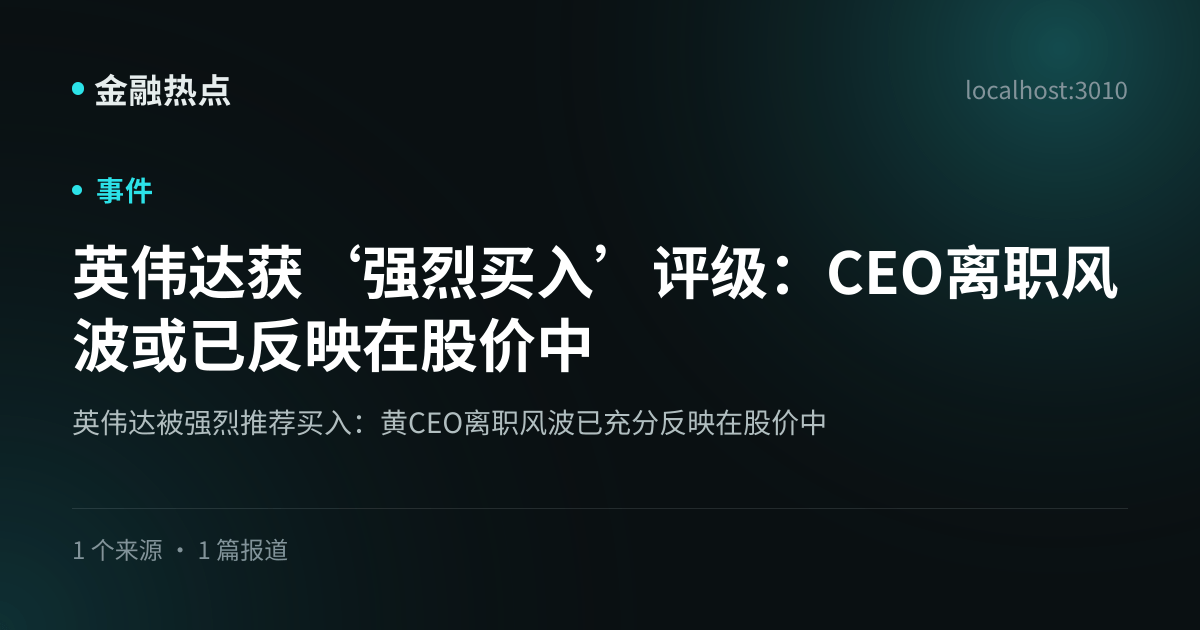 金融热点
localhost:3010
事件
英伟达获‘强烈买入’评级：CEO离职风
波或已反映在股价中
英伟达被强烈推荐买入：黄CEO离职风波已充分反映在股价中
1 个来源 · 1 篇报道